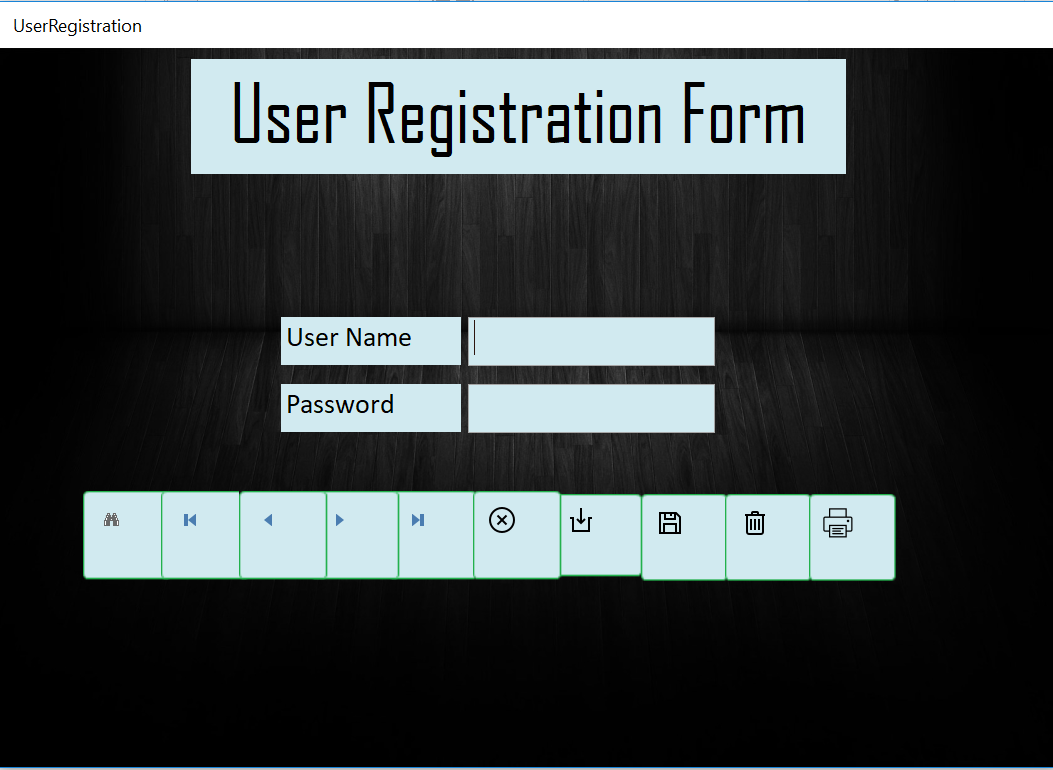 UserRegistration
User Registration Form
User Name
Password